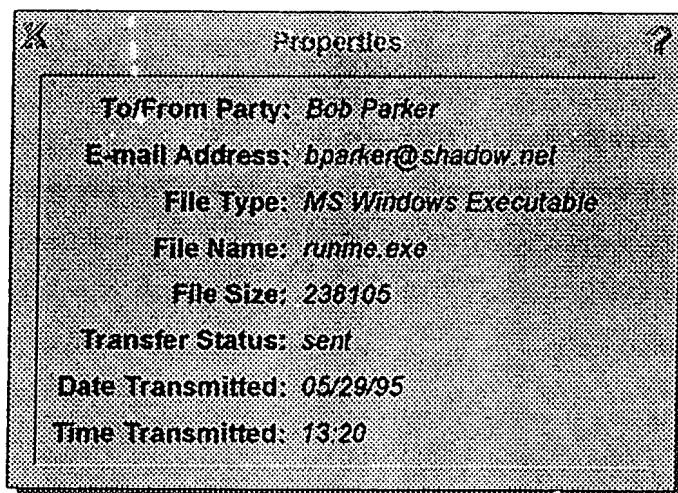 Properties ?
To/From Party: Bob Parker
E-mail Address: bparker@shadow.net
File Type: MS Windows Executable
File Name: runme.exe
File Size: 238105
Transfer Status: sent
Date Transmitted: 05/29/95
Time Transmitted: 13:20